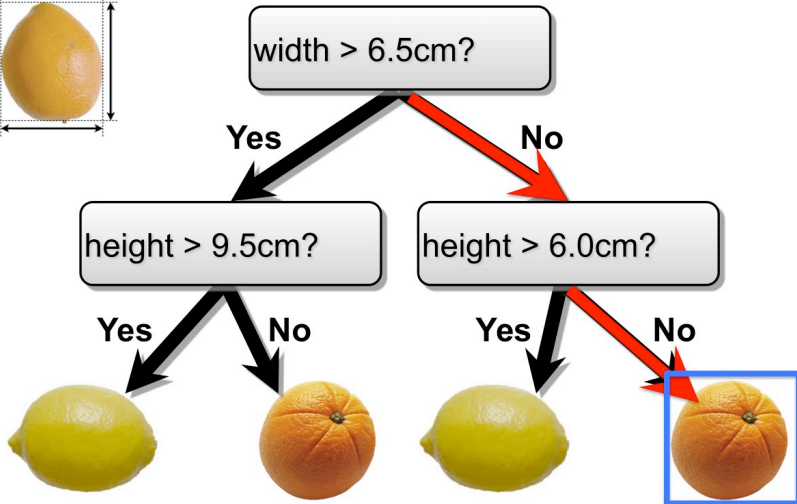 width > 6.5cm?
Yes
No
height > 9.5cm?
height > 6.0cm?
Yes
No
Yes
No